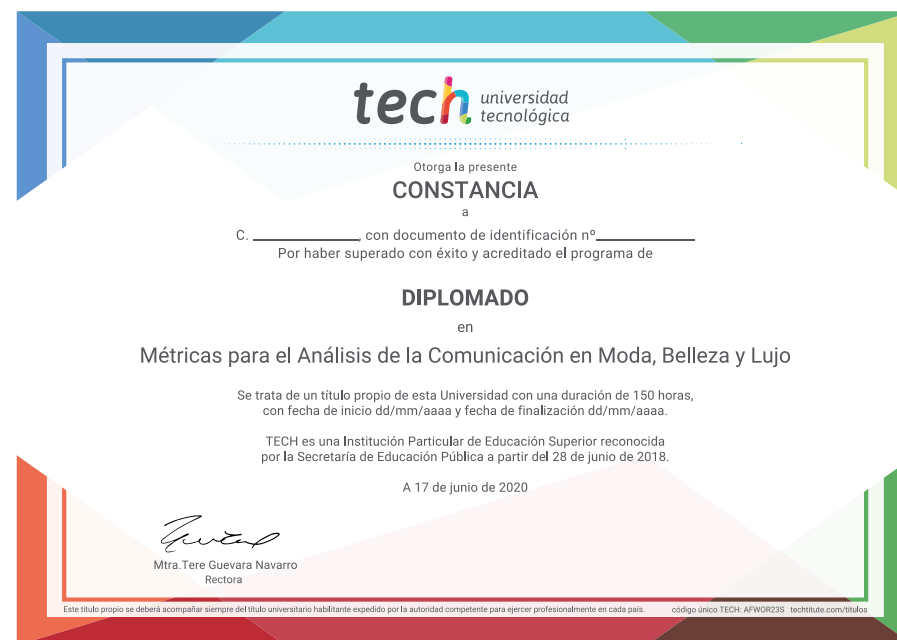 tech universidad
tecnológica
Otorga la presente
CONSTANCIA
a
C. ____________, con documento de identificación nº____________
Por haber superado con éxito y acreditado el programa de
DIPLOMADO
en
Métricas para el Análisis de la Comunicación en Moda, Belleza y Lujo
Se trata de un título propio de esta Universidad con una duración de 150 horas,
con fecha de inicio dd/mm/aaaa y fecha de finalización dd/mm/aaaa.
TECH es una Institución Particular de Educación Superior reconocida
por la Secretaría de Educación Pública a partir del 28 de junio de 2018.
A 17 de junio de 2020
Mtra.Tere Guevara Navarro
Rectora
Este título propio se deberá acompañar siempre del título universitario habilitante expedido por la autoridad competente para ejercer profesionalmente en cada país. código único TECH: AFWOR23S techtitute.com/titulos